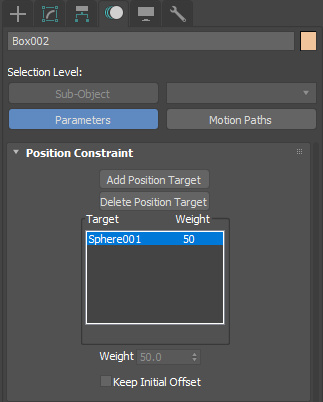 Box002
Selection Level:
Sub-Object
Parameters Motion Paths
Position Constraint
Add Position Target
Delete Position Target
Target Weight
Sphere001 50
Weight 50.0
Keep Initial Offset